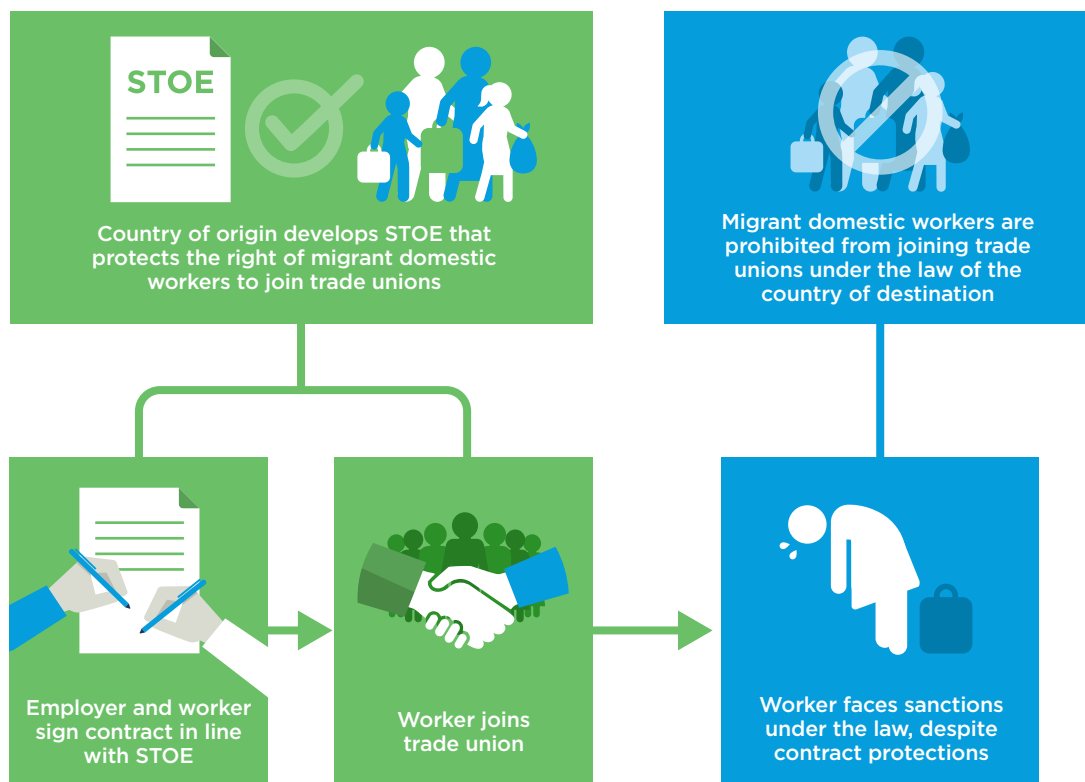 STOE
Country of origin develops STOE that
protects the right of migrant domestic
workers to join trade unions
Migrant domestic workers are
prohibited from joining trade
unions under the law of the
country of destination
Employer and worker
sign contract in line
with STOE
Worker joins
trade union
Worker faces sanctions
under the law, despite
contract protections